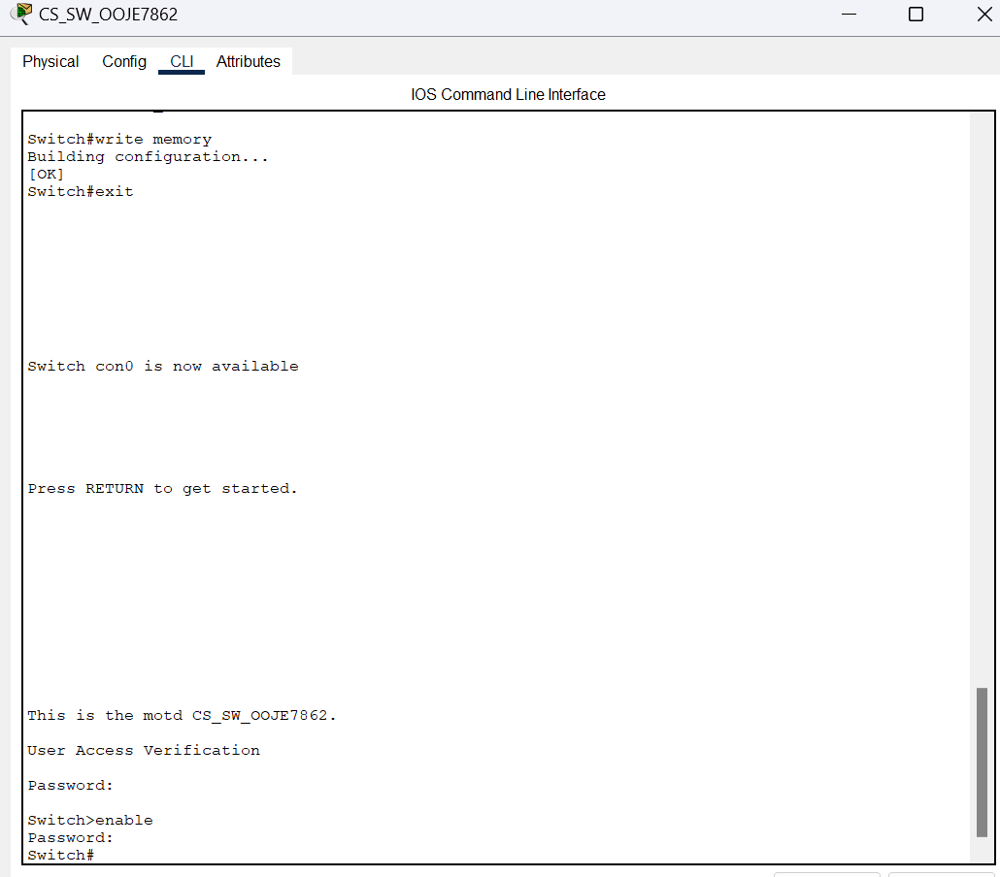 CS_SW_OOJE7862
Physical Config CLI Attributes
IOS Command Line Interface
Switch#write memory
Building configuration...
[OK]
Switch#exit
Switch con0 is now available
Press RETURN to get started.
This is the motd CS_SW_OOJE7862.
User Access Verification
Password:
Switch>enable
Password:
Switch#